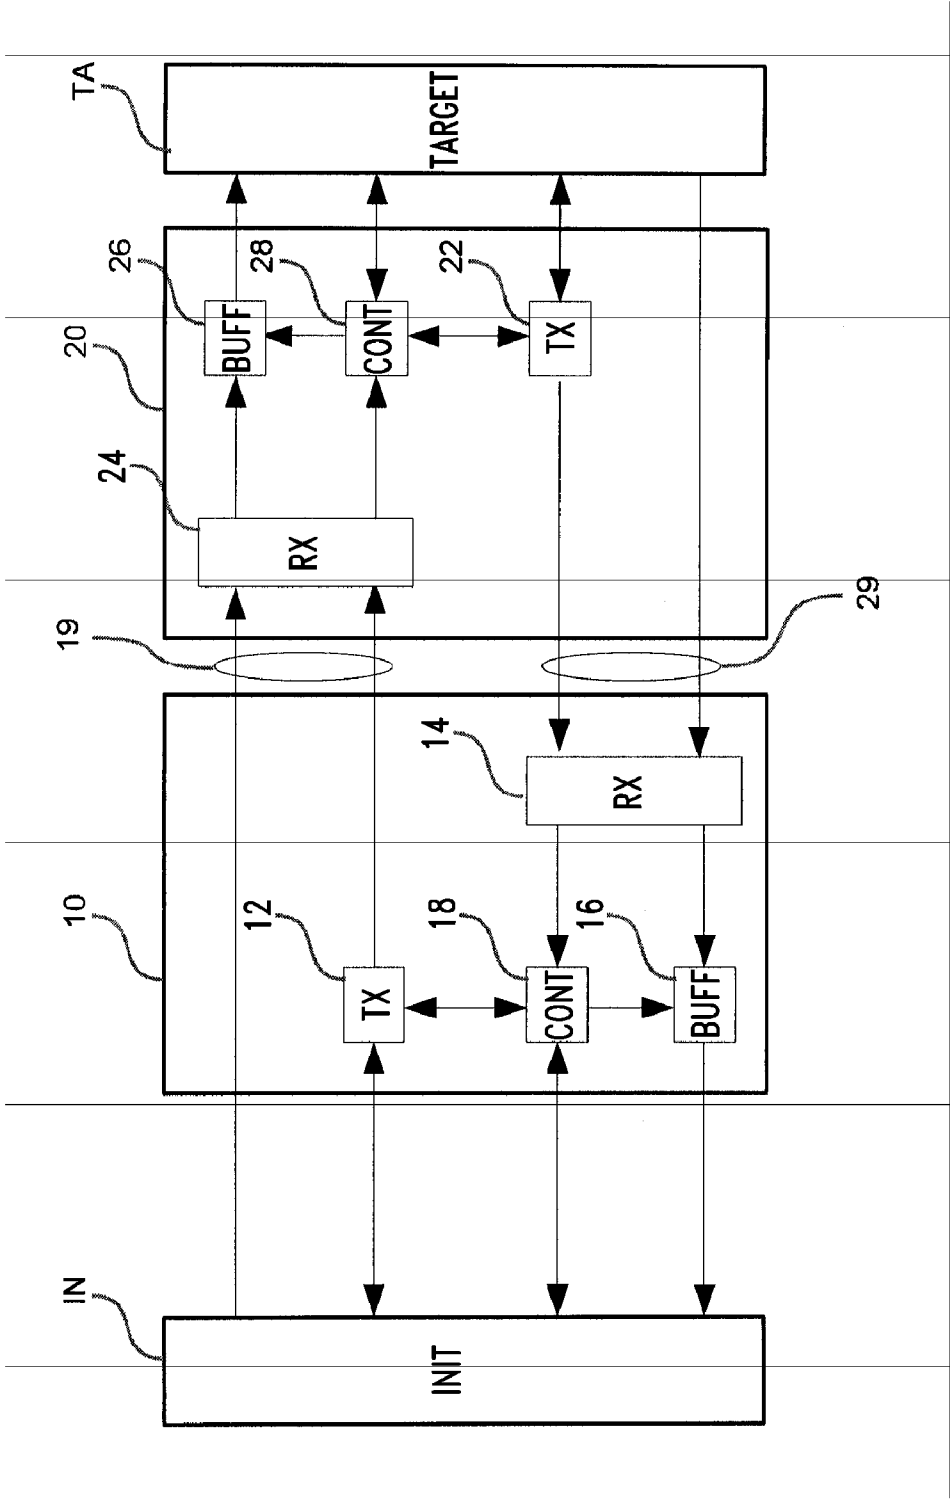 IN
INIT
10
12
TX
18
CONT
16
BUFF
14
RX
19
29
20
24
RX
26
BUFF
28
CONT
22
TX
TA
TARGET